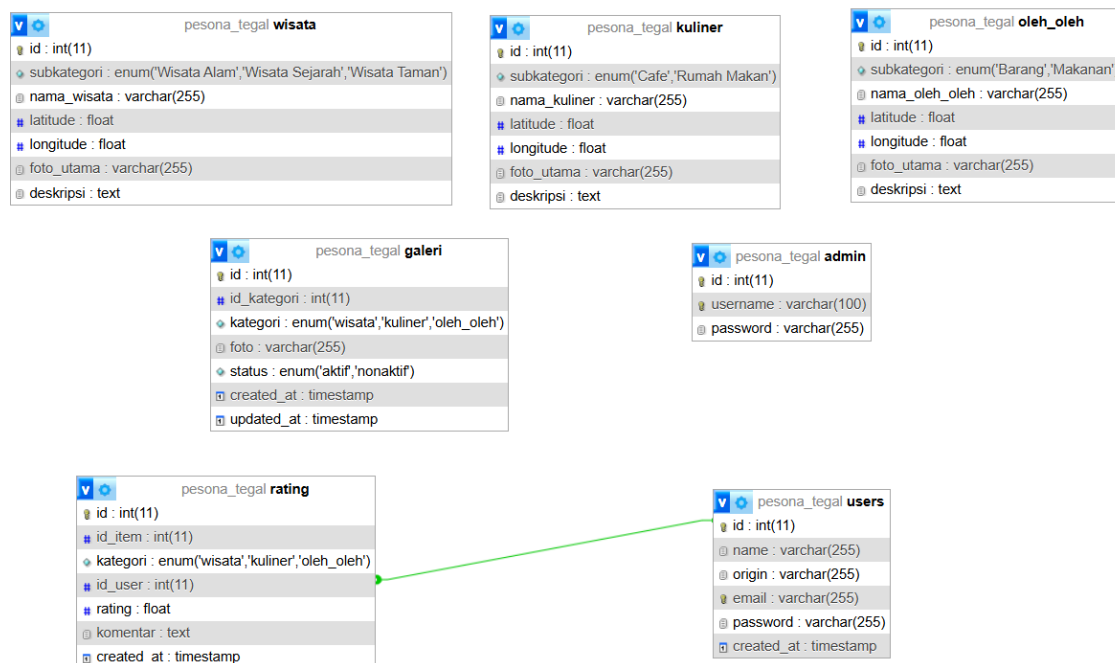 pesona_tegal wisata
id : int(11)
subkategori : enum('Wisata Alam','Wisata Sejarah','Wisata Taman')
nama_wisata : varchar(255)
latitude : float
longitude : float
foto_utama : varchar(255)
deskripsi : text
pesona_tegal kuliner
id : int(11)
subkategori : enum('Cafe','Rumah Makan')
nama_kuliner : varchar(255)
latitude : float
longitude : float
foto_utama : varchar(255)
deskripsi : text
pesona_tegal oleh_oleh
id : int(11)
subkategori : enum('Barang','Makanan'
nama_oleh_oleh : varchar(255)
latitude : float
longitude : float
foto_utama : varchar(255)
deskripsi : text
pesona_tegal galeri
id : int(11)
id_kategori : int(11)
kategori : enum('wisata','kuliner','oleh_oleh')
foto : varchar(255)
status : enum('aktif','nonaktif')
created_at : timestamp
updated_at : timestamp
pesona_tegal admin
id : int(11)
username : varchar(100)
password : varchar(255)
pesona_tegal rating
id : int(11)
id_item : int(11)
kategori : enum('wisata','kuliner','oleh_oleh')
id_user : int(11)
rating : float
komentar : text
created_at : timestamp
pesona_tegal users
id : int(11)
name : varchar(255)
origin : varchar(255)
email : varchar(255)
password : varchar(255)
created_at : timestamp